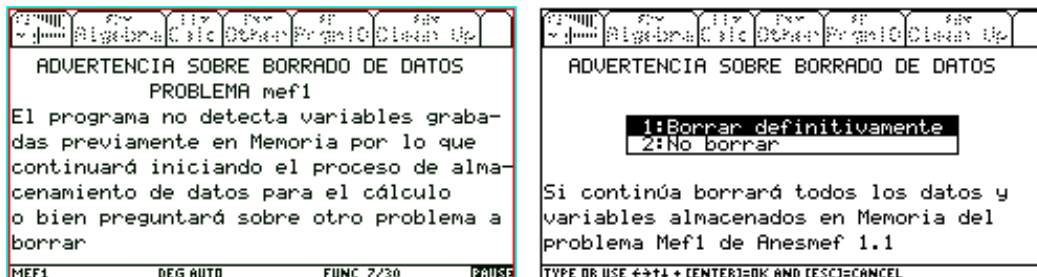 Algebra Calc Other PrgmIO Clean Up
ADVERTENCIA SOBRE BORRADO DE DATOS
PROBLEMA mef1
El programa no detecta variables graba-
das previamente en Memoria por lo que
continuará iniciando el proceso de alma-
cenamiento de datos para el cálculo
o bien preguntará sobre otro problema a
borrar
MEF1 DEG AUTO FUNC 7/30 PAUSE
Algebra Calc Other PrgmIO Clean Up
ADVERTENCIA SOBRE BORRADO DE DATOS
1:Borrar definitivamente
2:No borrar
Si continúa borrará todos los datos y
variables almacenados en Memoria del
problema Mef1 de Anesmef 1.1
TYPE OR USE ←→↑↓ + [ENTER]=OK AND [ESC]=CANCEL